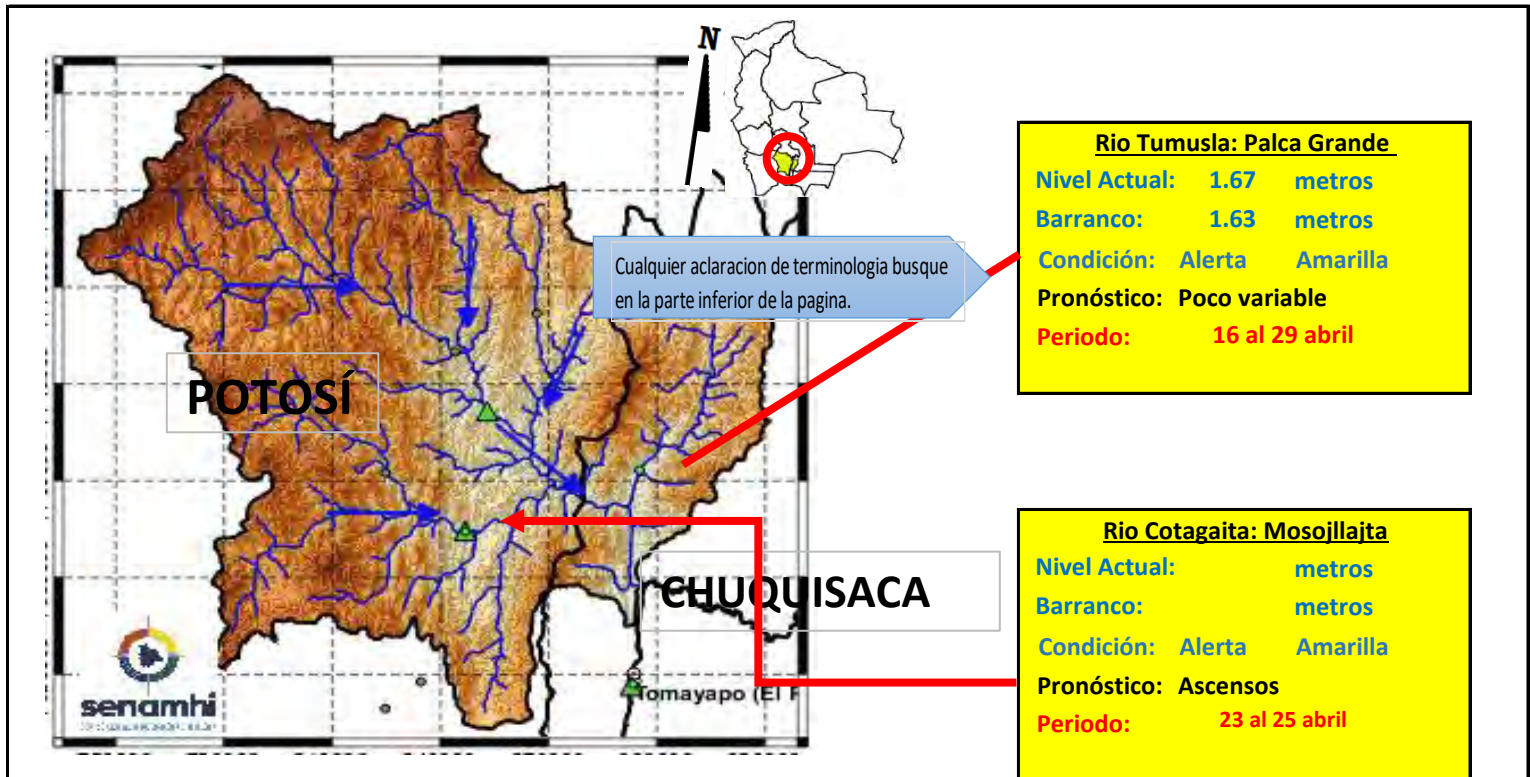 N
Cualquier aclaracion de terminologia busque
en la parte inferior de la pagina.
POTOSÍ
CHUQUISACA
Tomayapo (El
senamhi
Rio Tumusla: Palca Grande
Nivel Actual: 1.67 metros
Barranco: 1.63 metros
Condición: Alerta Amarilla
Pronóstico: Poco variable
Periodo: 16 al 29 abril
Rio Cotagaita: Mosojllajta
Nivel Actual: metros
Barranco: metros
Condición: Alerta Amarilla
Pronóstico: Ascensos
Periodo: 23 al 25 abril